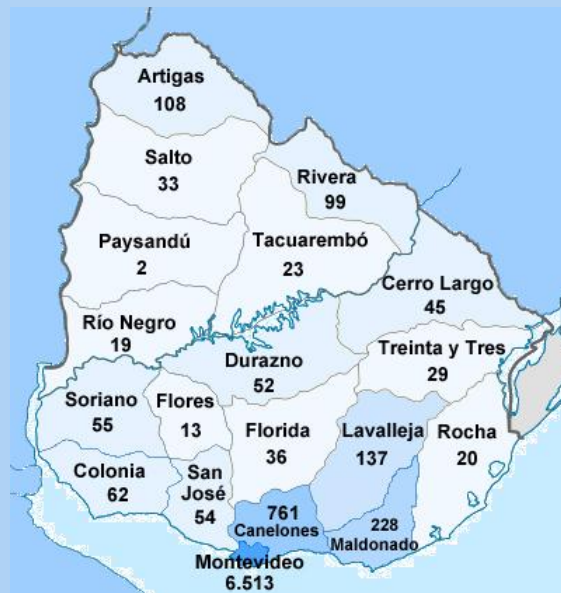 Artigas
108
Salto
33
Rivera
99
Paysandú
2
Tacuarembó
23
Cerro Largo
45
Río Negro
19
Durazno
52
Treinta y Tres
29
Soriano
55
Flores
13
Florida
36
Lavalleja
137
Rocha
20
Colonia
62
San
José
54
761
Canelones
228
Maldonado
Montevideo
6.513